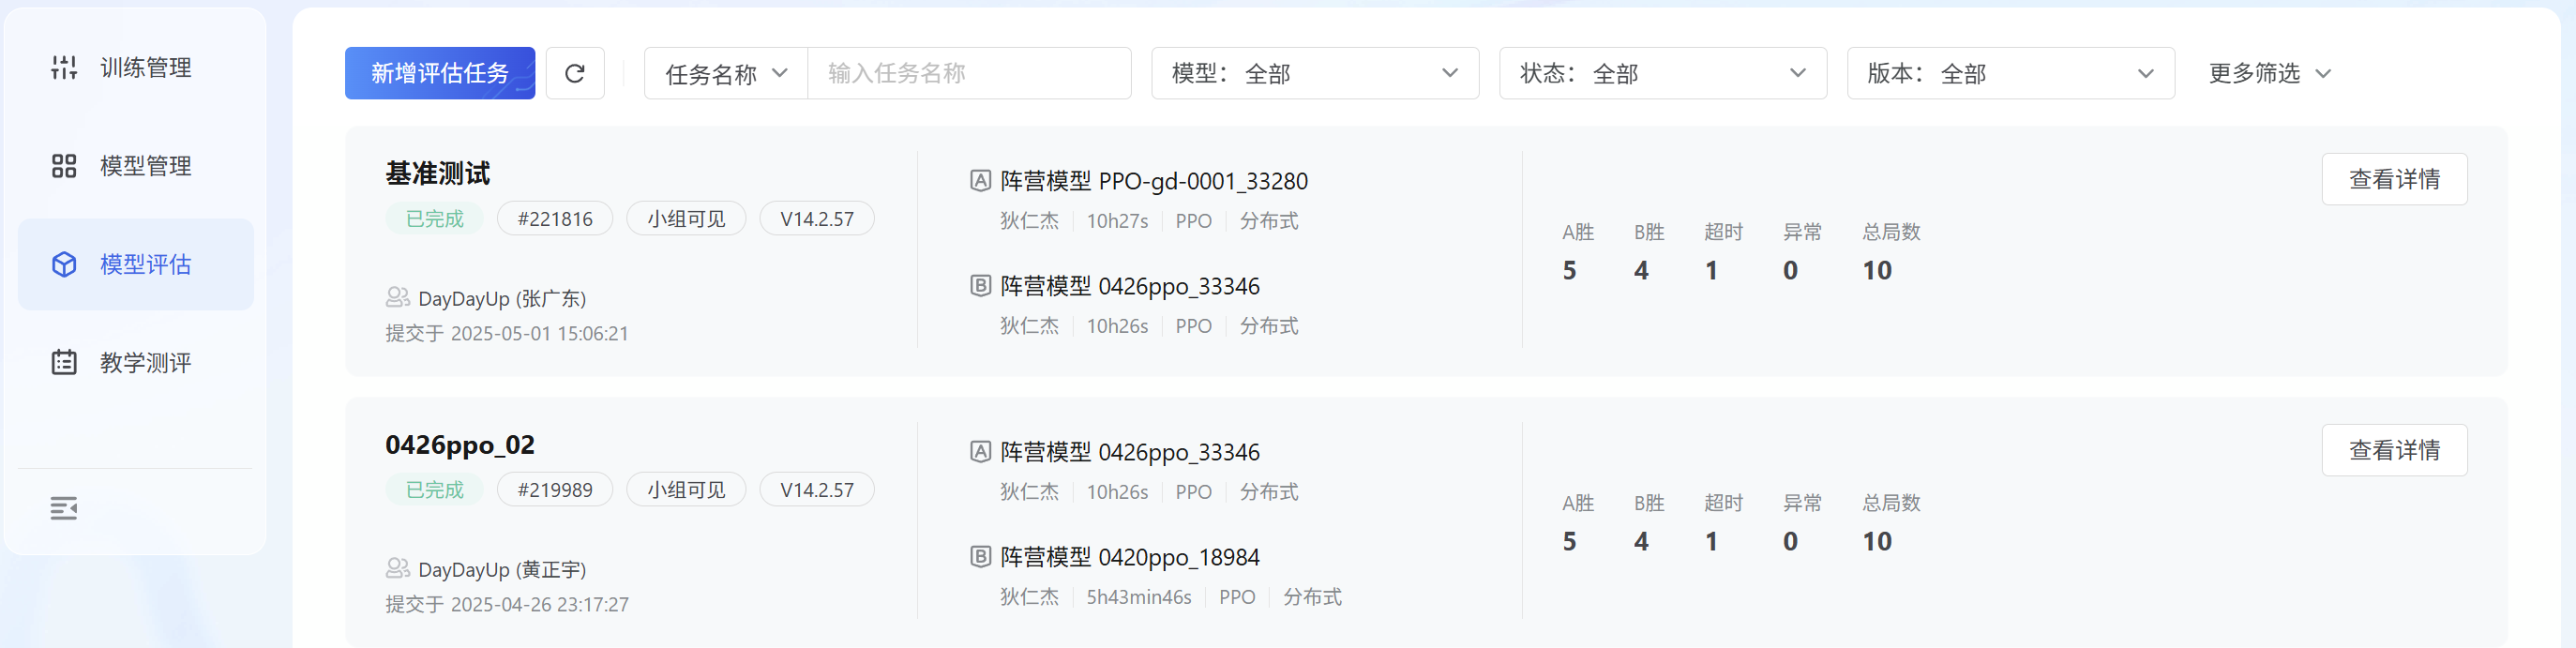 训练管理
模型管理
模型评估
教学测评
新增评估任务 任务名称 输入任务名称 模型： 全部 状态： 全部 版本： 全部 更多筛选
基准测试
已完成 #221816 小组可见 V14.2.57
DayDayUp (张广东)
提交于 2025-05-01 15:06:21
A 阵营模型 PPO-gd-0001_33280
狄仁杰 10h27s PPO 分布式
B 阵营模型 0426ppo_33346
狄仁杰 10h26s PPO 分布式
A胜 B胜 超时 异常 总局数
5 4 1 0 10
查看详情
0426ppo_02
已完成 #219989 小组可见 V14.2.57
DayDayUp (黄正宇)
提交于 2025-04-26 23:17:27
A 阵营模型 0426ppo_33346
狄仁杰 10h26s PPO 分布式
B 阵营模型 0420ppo_18984
狄仁杰 5h43min46s PPO 分布式
A胜 B胜 超时 异常 总局数
5 4 1 0 10
查看详情